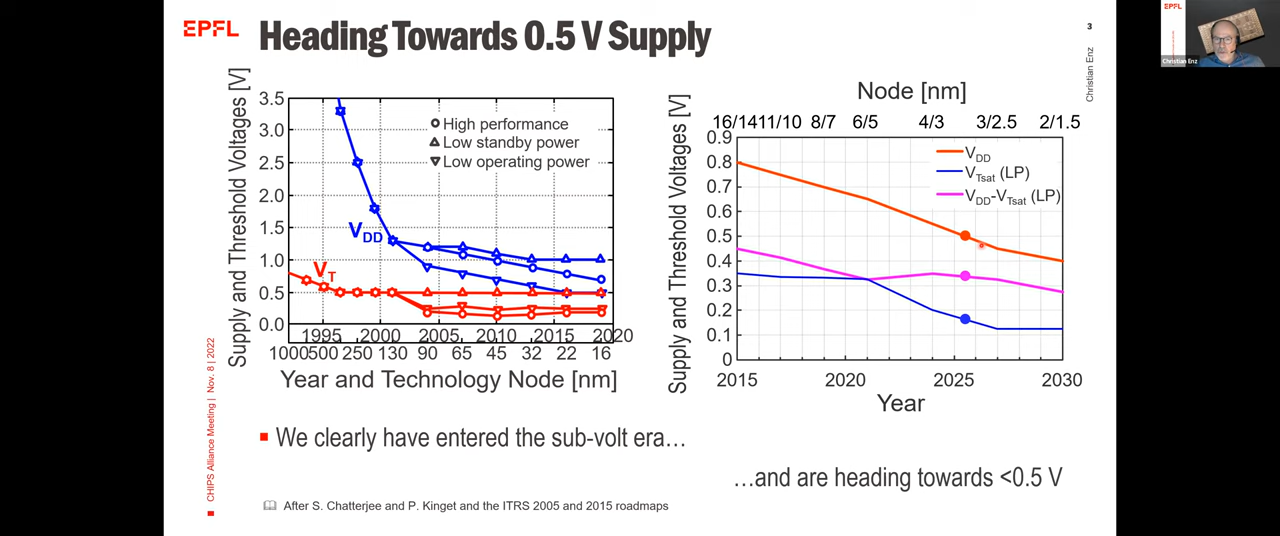 EPFL
Heading Towards 0.5 V Supply
3
Christian Enz
Supply and Threshold Voltages [V]
3.5
3.0
2.5
2.0
1.5
1.0
0.5
0.0
High performance
Low standby power
Low operating power
VDD
VT
1995 2000 2005 2010 2015 2020
1000 500 250 130 90 65 45 32 22 16
Year and Technology Node [nm]
Node [nm]
16/14 11/10 8/7 6/5 4/3 3/2.5 2/1.5
Supply and Threshold Voltages [V]
0.9
0.8
0.7
0.6
0.5
0.4
0.3
0.2
0.1
0
VDD
VTsat (LP)
VDD-VTsat (LP)
2015 2020 2025 2030
Year
We clearly have entered the sub-volt era…
…and are heading towards <0.5 V
After S. Chatterjee and P. Kinget and the ITRS 2005 and 2015 roadmaps
CHIPS Alliance Meeting | Nov. 8 | 2022
EPFL
Christian Enz